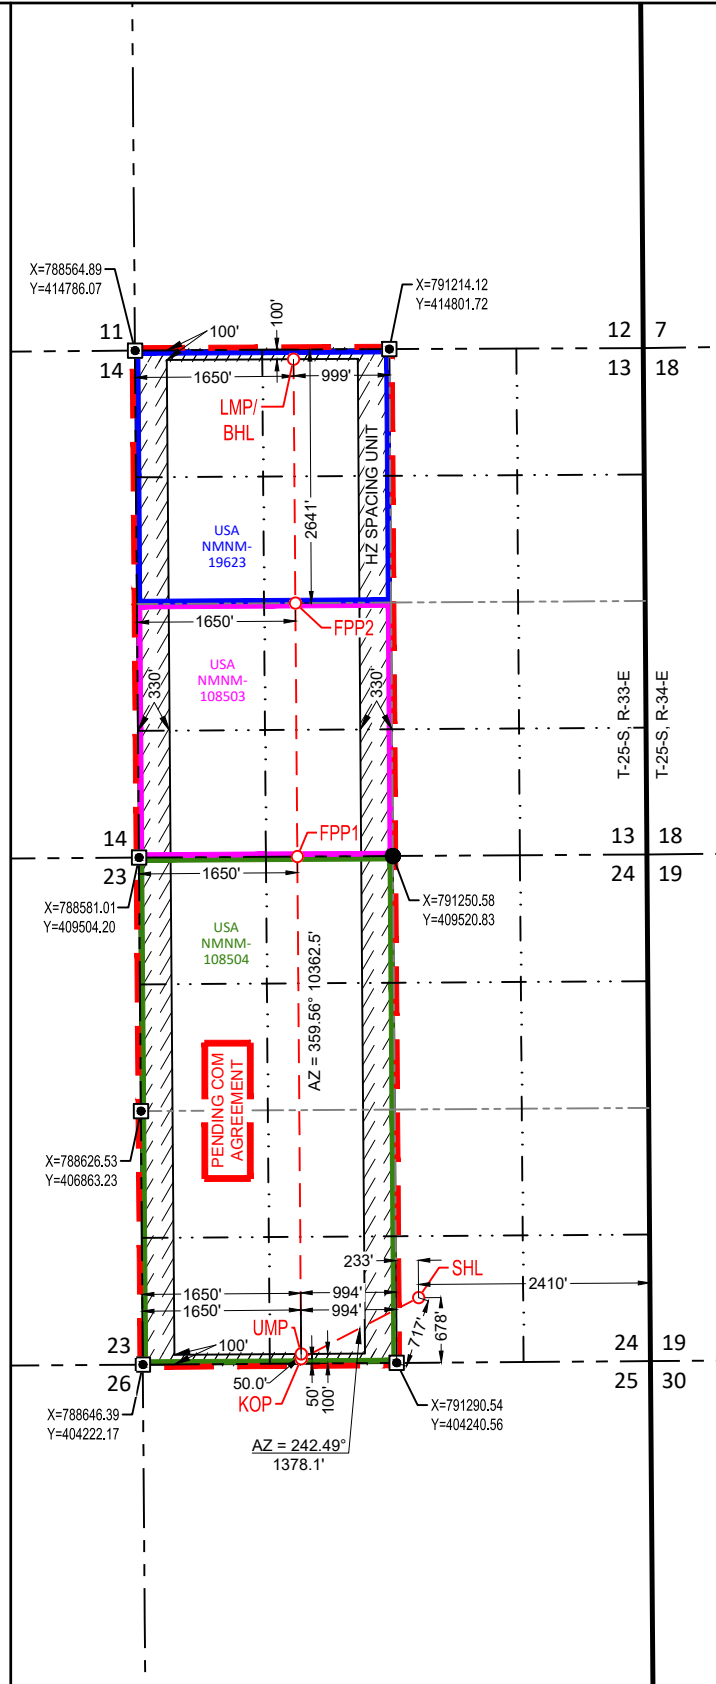 X=788564.89
Y=414786.07
X=791214.12
Y=414801.72
11
100'
100'
12
7
14
13
18
1650'
999'
LMP/
BHL
HZ SPACING UNIT
2641'
USA
NMNM-
19623
1650'
FPP2
USA
NMNM-
108503
330'
330'
T-25-S, R-33-E
T-25-S, R-34-E
14
FPP1
13
18
23
1650'
24
19
X=788581.01
Y=409504.20
X=791250.58
Y=409520.83
USA
NMNM-
108504
AZ = 359.56° 10362.5'
PENDING COM
AGREEMENT
X=788626.53
Y=406863.23
233'
SHL
2410'
1650'
994'
1650'
994'
717'
678'
UMP
23
100'
24
19
26
50.0'
KOP
50'
100'
25
30
X=788646.39
Y=404222.17
X=791290.54
Y=404240.56
AZ = 242.49°
1378.1'